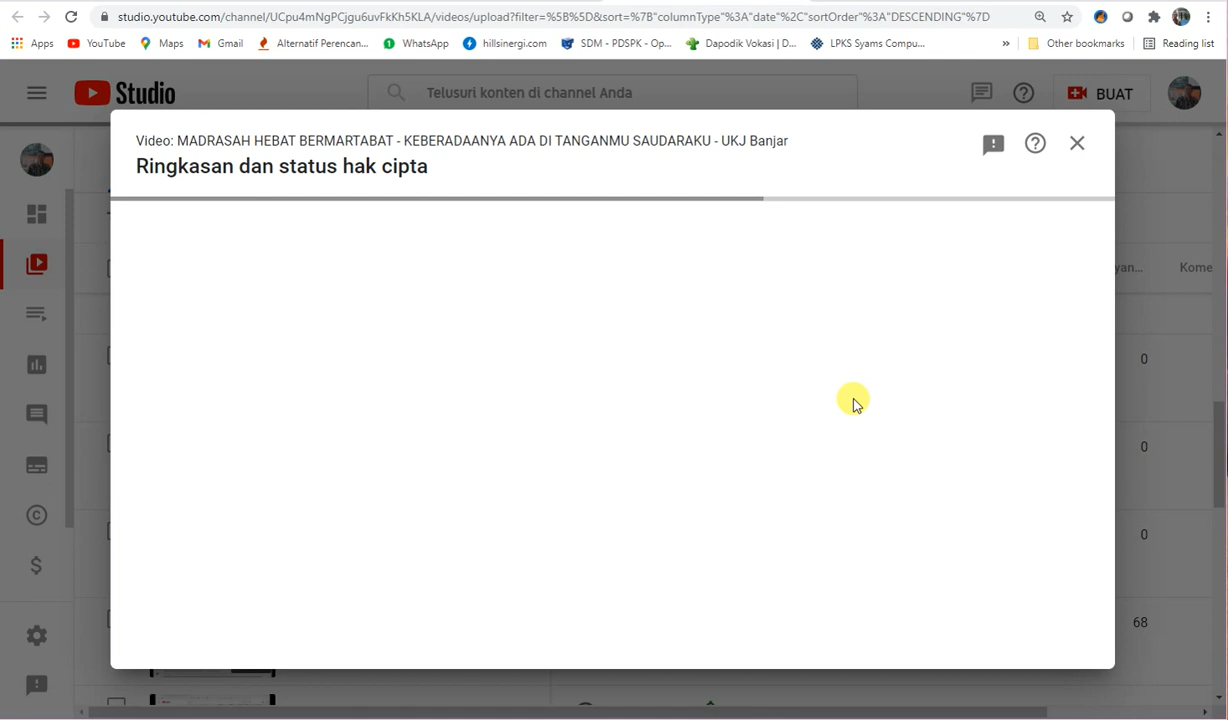 studio.youtube.com/channel/UCpu4mNgPCjgu6uvFkKh5KLA/videos/upload?filter=%5B%5D&sort=%7B"columnType"%3A"date"%2C"sortOrder"%3A"DESCENDING"%7D
Apps YouTube Maps Gmail Alternatif Perencan... WhatsApp hillsinergi.com SDM - PDSPK - Op... Dapodik Vokasi | D... LPKS Syams Compu... » Other bookmarks Reading list
Studio Telusuri konten di channel Anda BUAT
Video: MADRASAH HEBAT BERMARTABAT - KEBERADAANYA ADA DI TANGANMU SAUDARAKU - UKJ Banjar
Ringkasan dan status hak cipta
yan... Kome
0
0
0
68